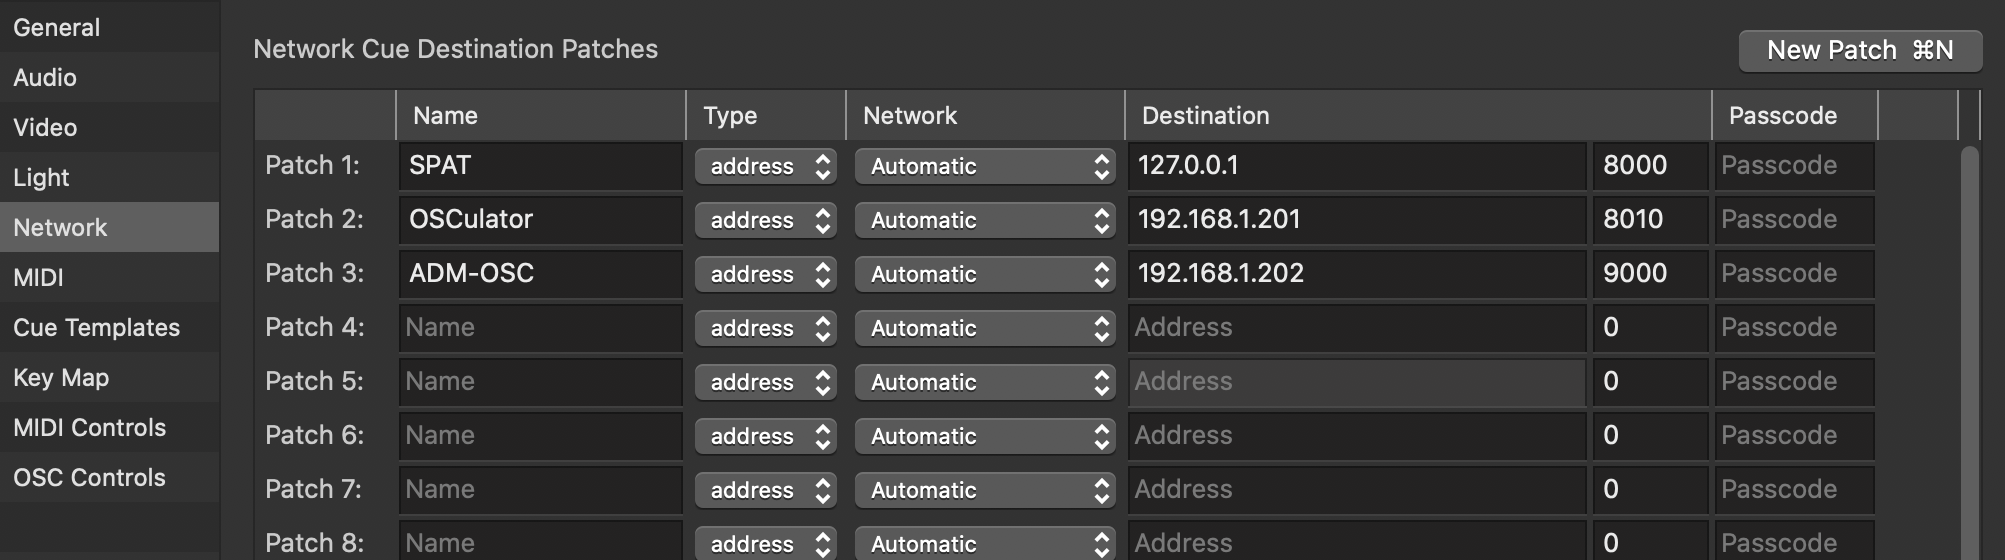 General
Audio
Video
Light
Network
MIDI
Cue Templates
Key Map
MIDI Controls
OSC Controls
Network Cue Destination Patches
New Patch ⌘N
Name Type Network Destination Passcode
Patch 1: SPAT address Automatic 127.0.0.1 8000 Passcode
Patch 2: OSCulator address Automatic 192.168.1.201 8010 Passcode
Patch 3: ADM-OSC address Automatic 192.168.1.202 9000 Passcode
Patch 4: Name address Automatic Address 0 Passcode
Patch 5: Name address Automatic Address 0 Passcode
Patch 6: Name address Automatic Address 0 Passcode
Patch 7: Name address Automatic Address 0 Passcode
Patch 8: Name address Automatic Address 0 Passcode